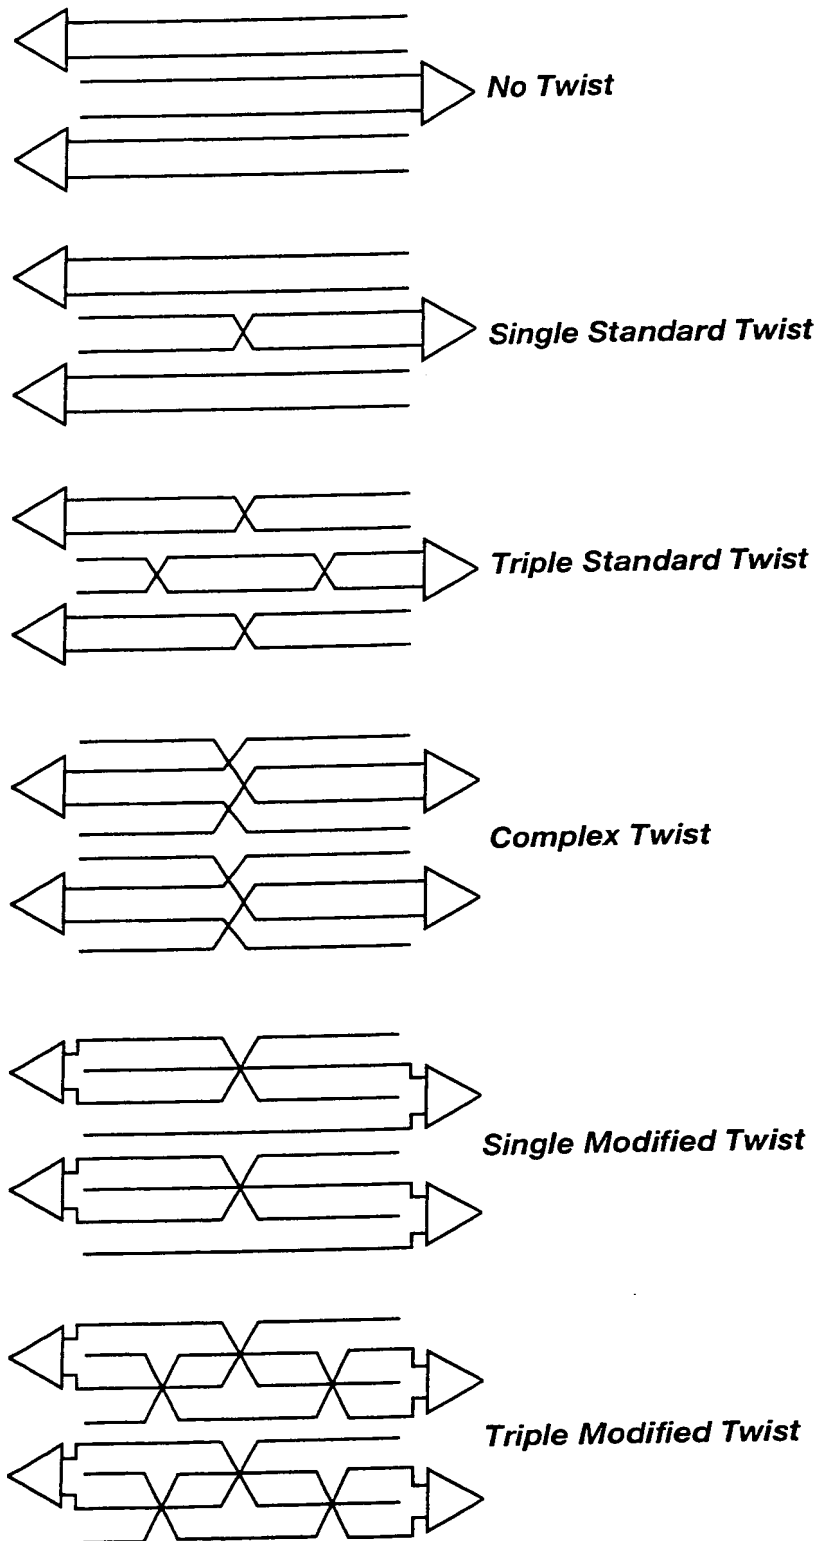 No Twist
Single Standard Twist
Triple Standard Twist
Complex Twist
Single Modified Twist
Triple Modified Twist